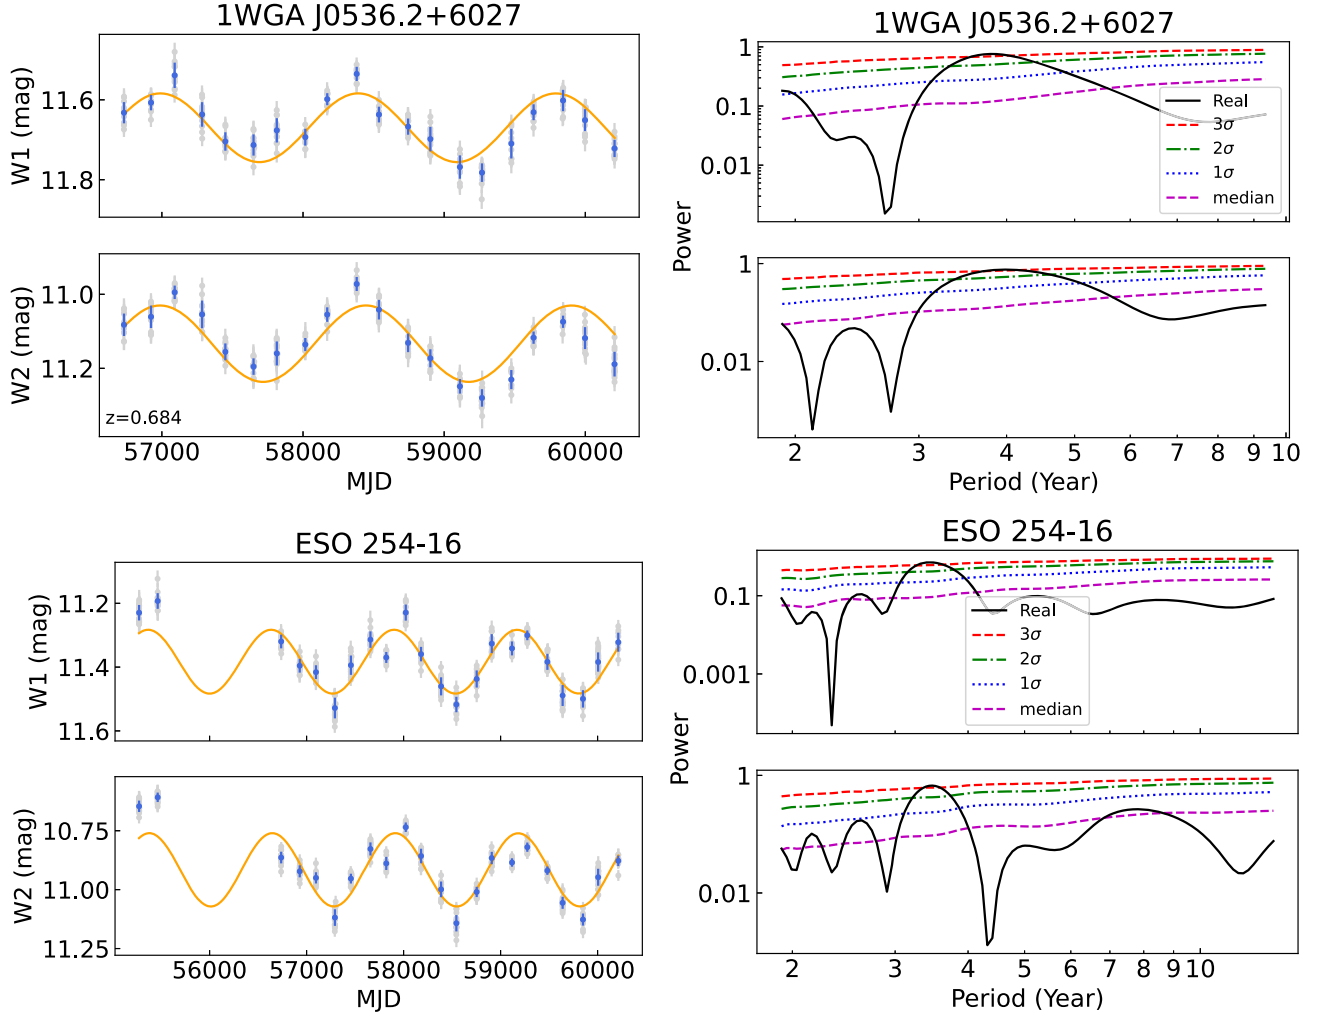 1WGA J0536.2+6027
W1 (mag)
11.6
11.8
W2 (mag)
11.0
11.2
z=0.684
57000 58000 59000 60000
MJD
1WGA J0536.2+6027
Power
1
0.1
0.01
Real
3σ
2σ
1σ
median
1
0.01
2 3 4 5 6 7 8 9 10
Period (Year)
ESO 254-16
W1 (mag)
11.2
11.4
11.6
W2 (mag)
10.75
11.00
11.25
56000 57000 58000 59000 60000
MJD
ESO 254-16
Power
0.1
0.001
Real
3σ
2σ
1σ
median
1
0.01
2 3 4 5 6 7 8 9 10
Period (Year)